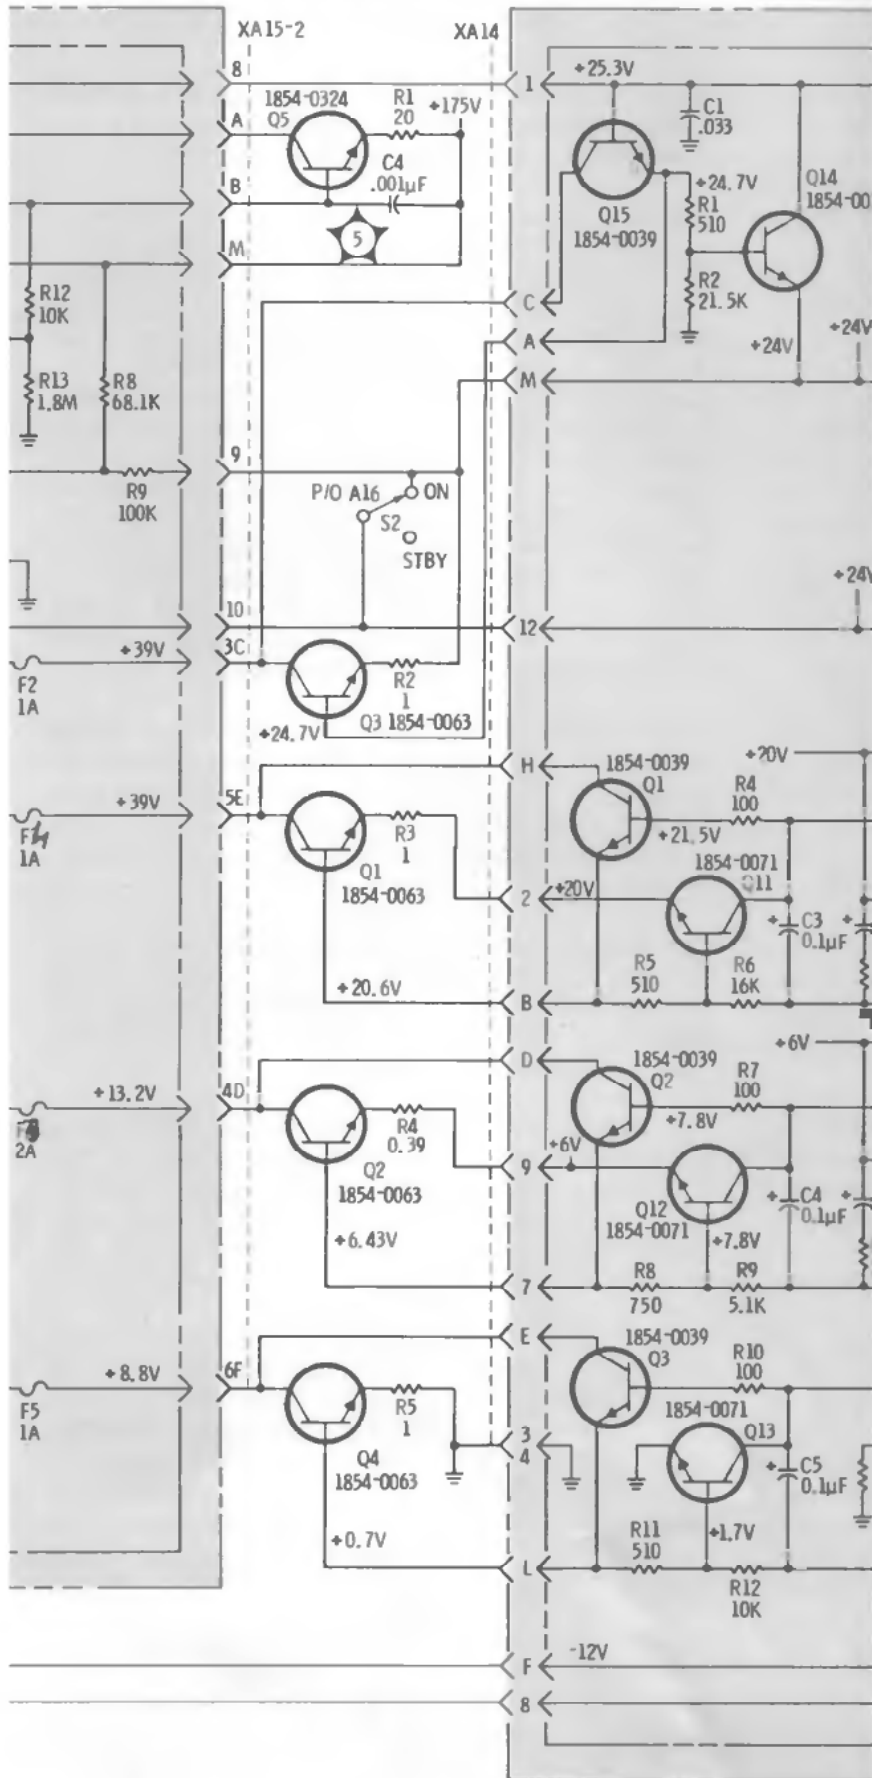 XA15-2
XA14
8
1
+25.3V
1854-0324
R1
20
+175V
C1
.033
A
Q5
C4
.001µF
B
+24.7V
Q14
1854-00
R1
510
Q15
1854-0039
5
M
R2
21.5K
R12
10K
C
A
+24V
+24V
M
R13
1.8M
R8
68.1K
9
R9
100K
P/O A16
ON
S2
STBY
+24V
10
12
+39V
3C
F2
1A
R2
1
Q3 1854-0063
+24.7V
H
1854-0039
Q1
+20V
R4
100
+39V
5E
1A
R3
1
+21.5V
Q1
1854-0063
1854-0071
Q11
2
+20V
C3
0.1µF
R5
510
R6
16K
+20.6V
B
+6V
D
1854-0039
Q2
R7
100
+13.2V
4D
2A
R4
0.39
+7.8V
+6V
9
Q2
1854-0063
Q12
1854-0071
C4
0.1µF
+6.43V
+7.8V
7
R8
750
R9
5.1K
E
1854-0039
Q3
R10
100
+8.8V
6F
F5
1A
R5
1
1854-0071
Q13
3
4
Q4
1854-0063
C5
0.1µF
+0.7V
R11
510
+1.7V
L
R12
10K
-12V
F
8